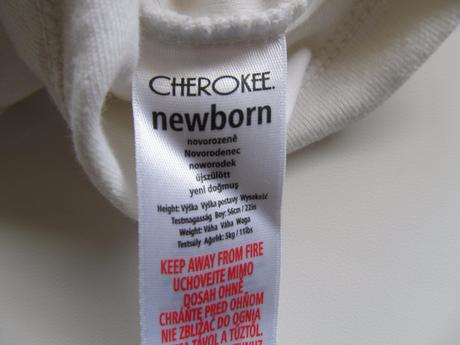 CHEROKEE.
newborn
novorozeně
Novorodenec
noworodek
újszülött
yeni doğmuş
Height: Výška Výška postavy Wysokość
Testmagasság Boy: 56cm / 22in
Weight: Váha Váha Waga
Testsúly Ağırlık: 5kg / 11lbs
KEEP AWAY FROM FIRE
UCHOVEJTE MIMO
DOSAH OHNĚ
CHRÁŇTE PRED OHŇOM
NIE ZBLIŻAĆ DO OGNIA
TÁVOL A TŰZTŐL